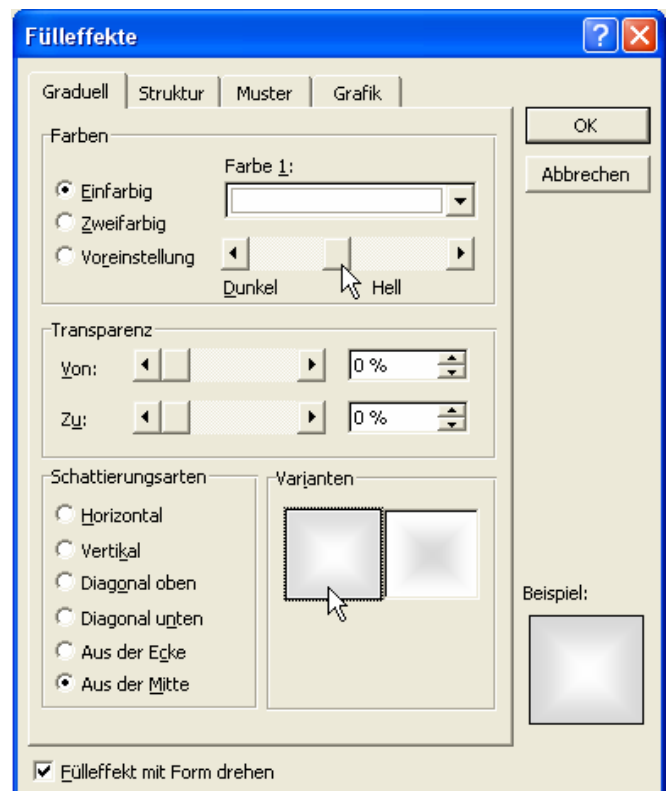 Fülleffekte
Graduell Struktur Muster Grafik
OK
Abbrechen
Farben
Farbe 1:
Einfarbig
Zweifarbig
Voreinstellung
Dunkel Hell
Transparenz
Von: 0 %
Zu: 0 %
Schattierungsarten
Horizontal
Vertikal
Diagonal oben
Diagonal unten
Aus der Ecke
Aus der Mitte
Varianten
Beispiel:
Fülleffekt mit Form drehen